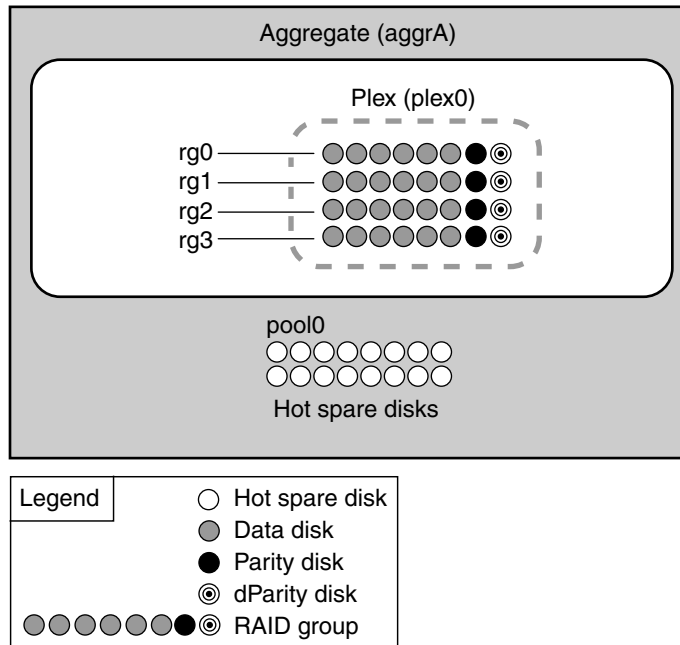 Aggregate (aggrA)
Plex (plex0)
rg0
rg1
rg2
rg3
pool0
Hot spare disks
Legend
Hot spare disk
Data disk
Parity disk
dParity disk
RAID group